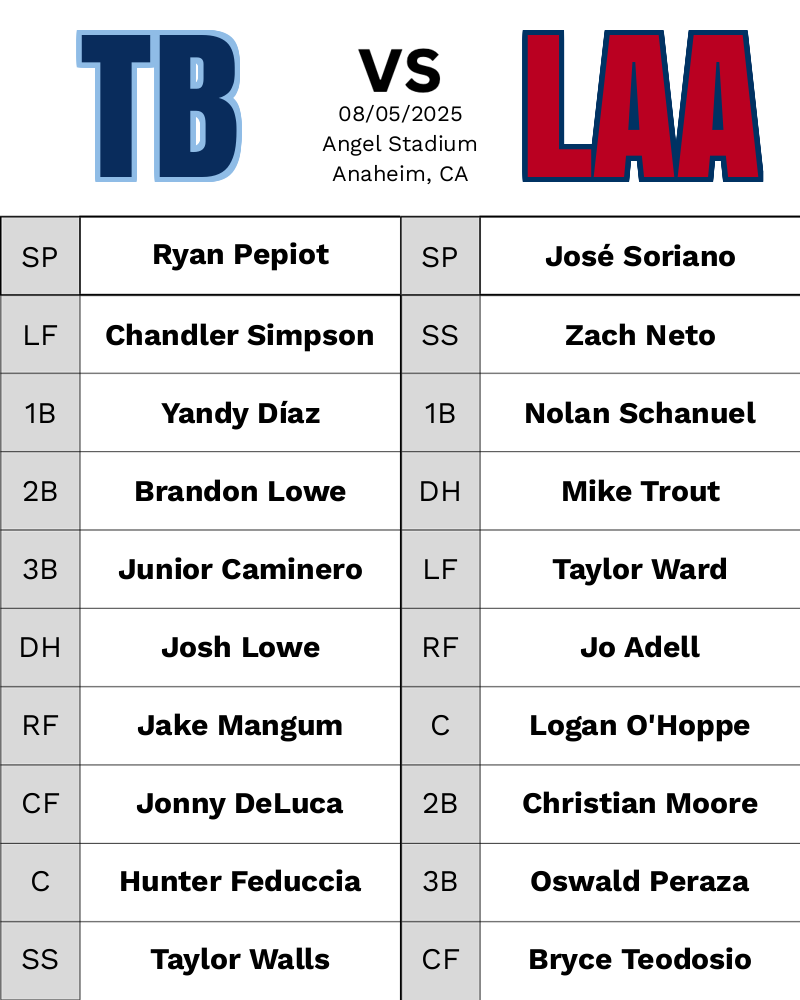 TB
VS
08/05/2025
Angel Stadium
Anaheim, CA
LAA
SP Ryan Pepiot SP José Soriano
LF Chandler Simpson SS Zach Neto
1B Yandy Díaz 1B Nolan Schanuel
2B Brandon Lowe DH Mike Trout
3B Junior Caminero LF Taylor Ward
DH Josh Lowe RF Jo Adell
RF Jake Mangum C Logan O'Hoppe
CF Jonny DeLuca 2B Christian Moore
C Hunter Feduccia 3B Oswald Peraza
SS Taylor Walls CF Bryce Teodosio